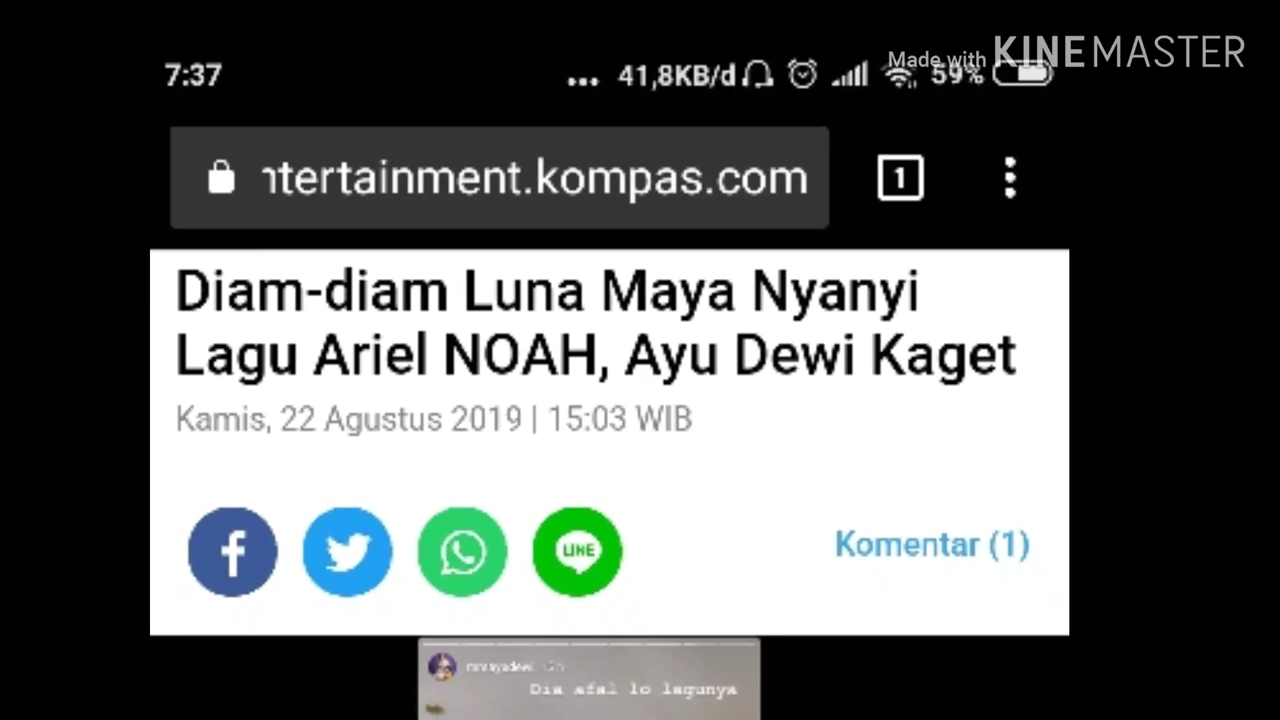 Made with KINEMASTER
7:37 ... 41,8KB/d 59%
ntertainment.kompas.com 1
Diam-diam Luna Maya Nyanyi
Lagu Ariel NOAH, Ayu Dewi Kaget
Kamis, 22 Agustus 2019 | 15:03 WIB
LINE
Komentar (1)
Dia afal lo lagunya